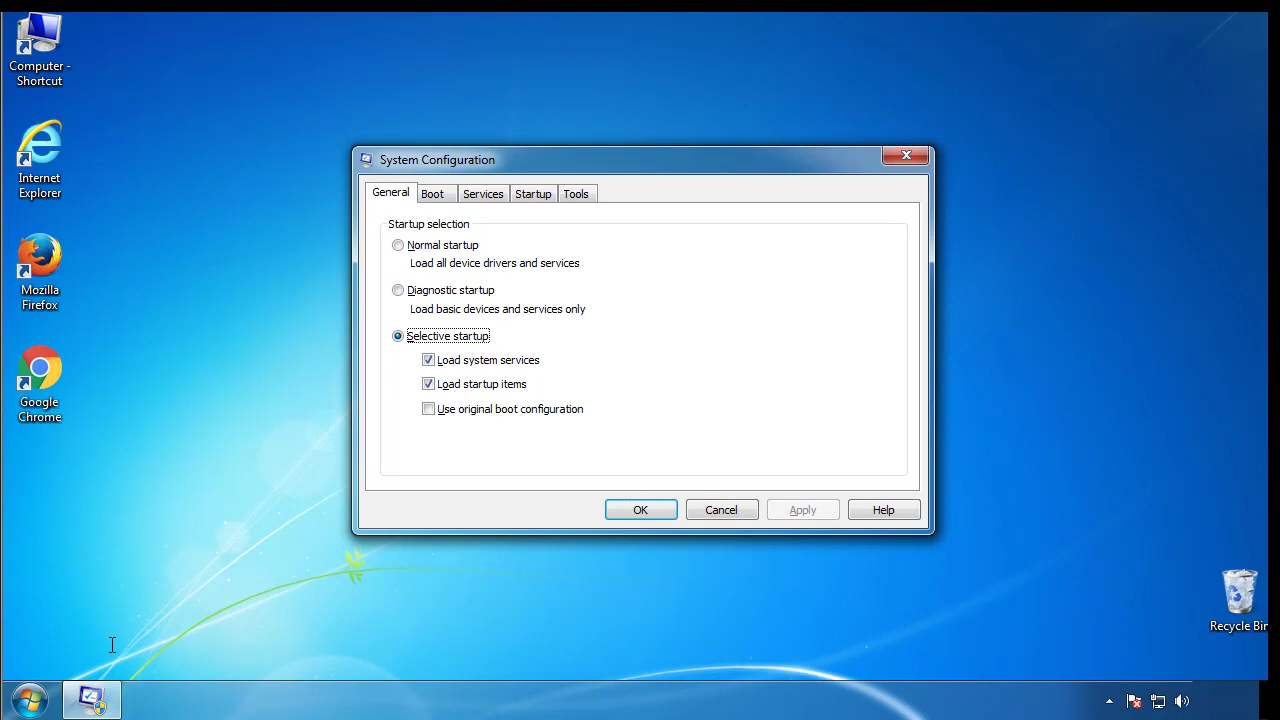 Computer -
Shortcut
Internet
Explorer
Mozilla
Firefox
Google
Chrome
System Configuration
General Boot Services Startup Tools
Startup selection
Normal startup
Load all device drivers and services
Diagnostic startup
Load basic devices and services only
Selective startup
Load system services
Load startup items
Use original boot configuration
OK Cancel Apply Help
Recycle Bin